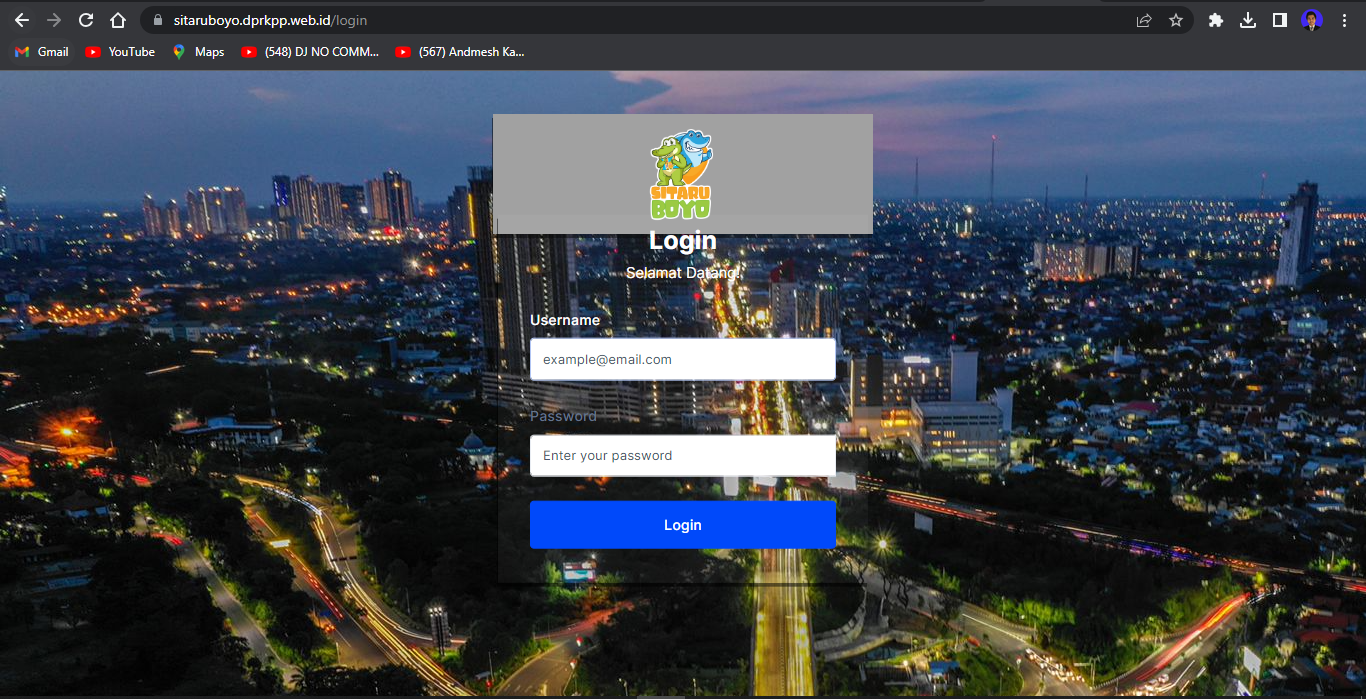 sitaruboyo.dprkpp.web.id/login
Gmail
YouTube
Maps
(548) DJ NO COMM...
(567) Andmesh Ka...
SITARU
BOYO
Login
Selamat Datang!
Username
example@email.com
Password
Enter your password
Login